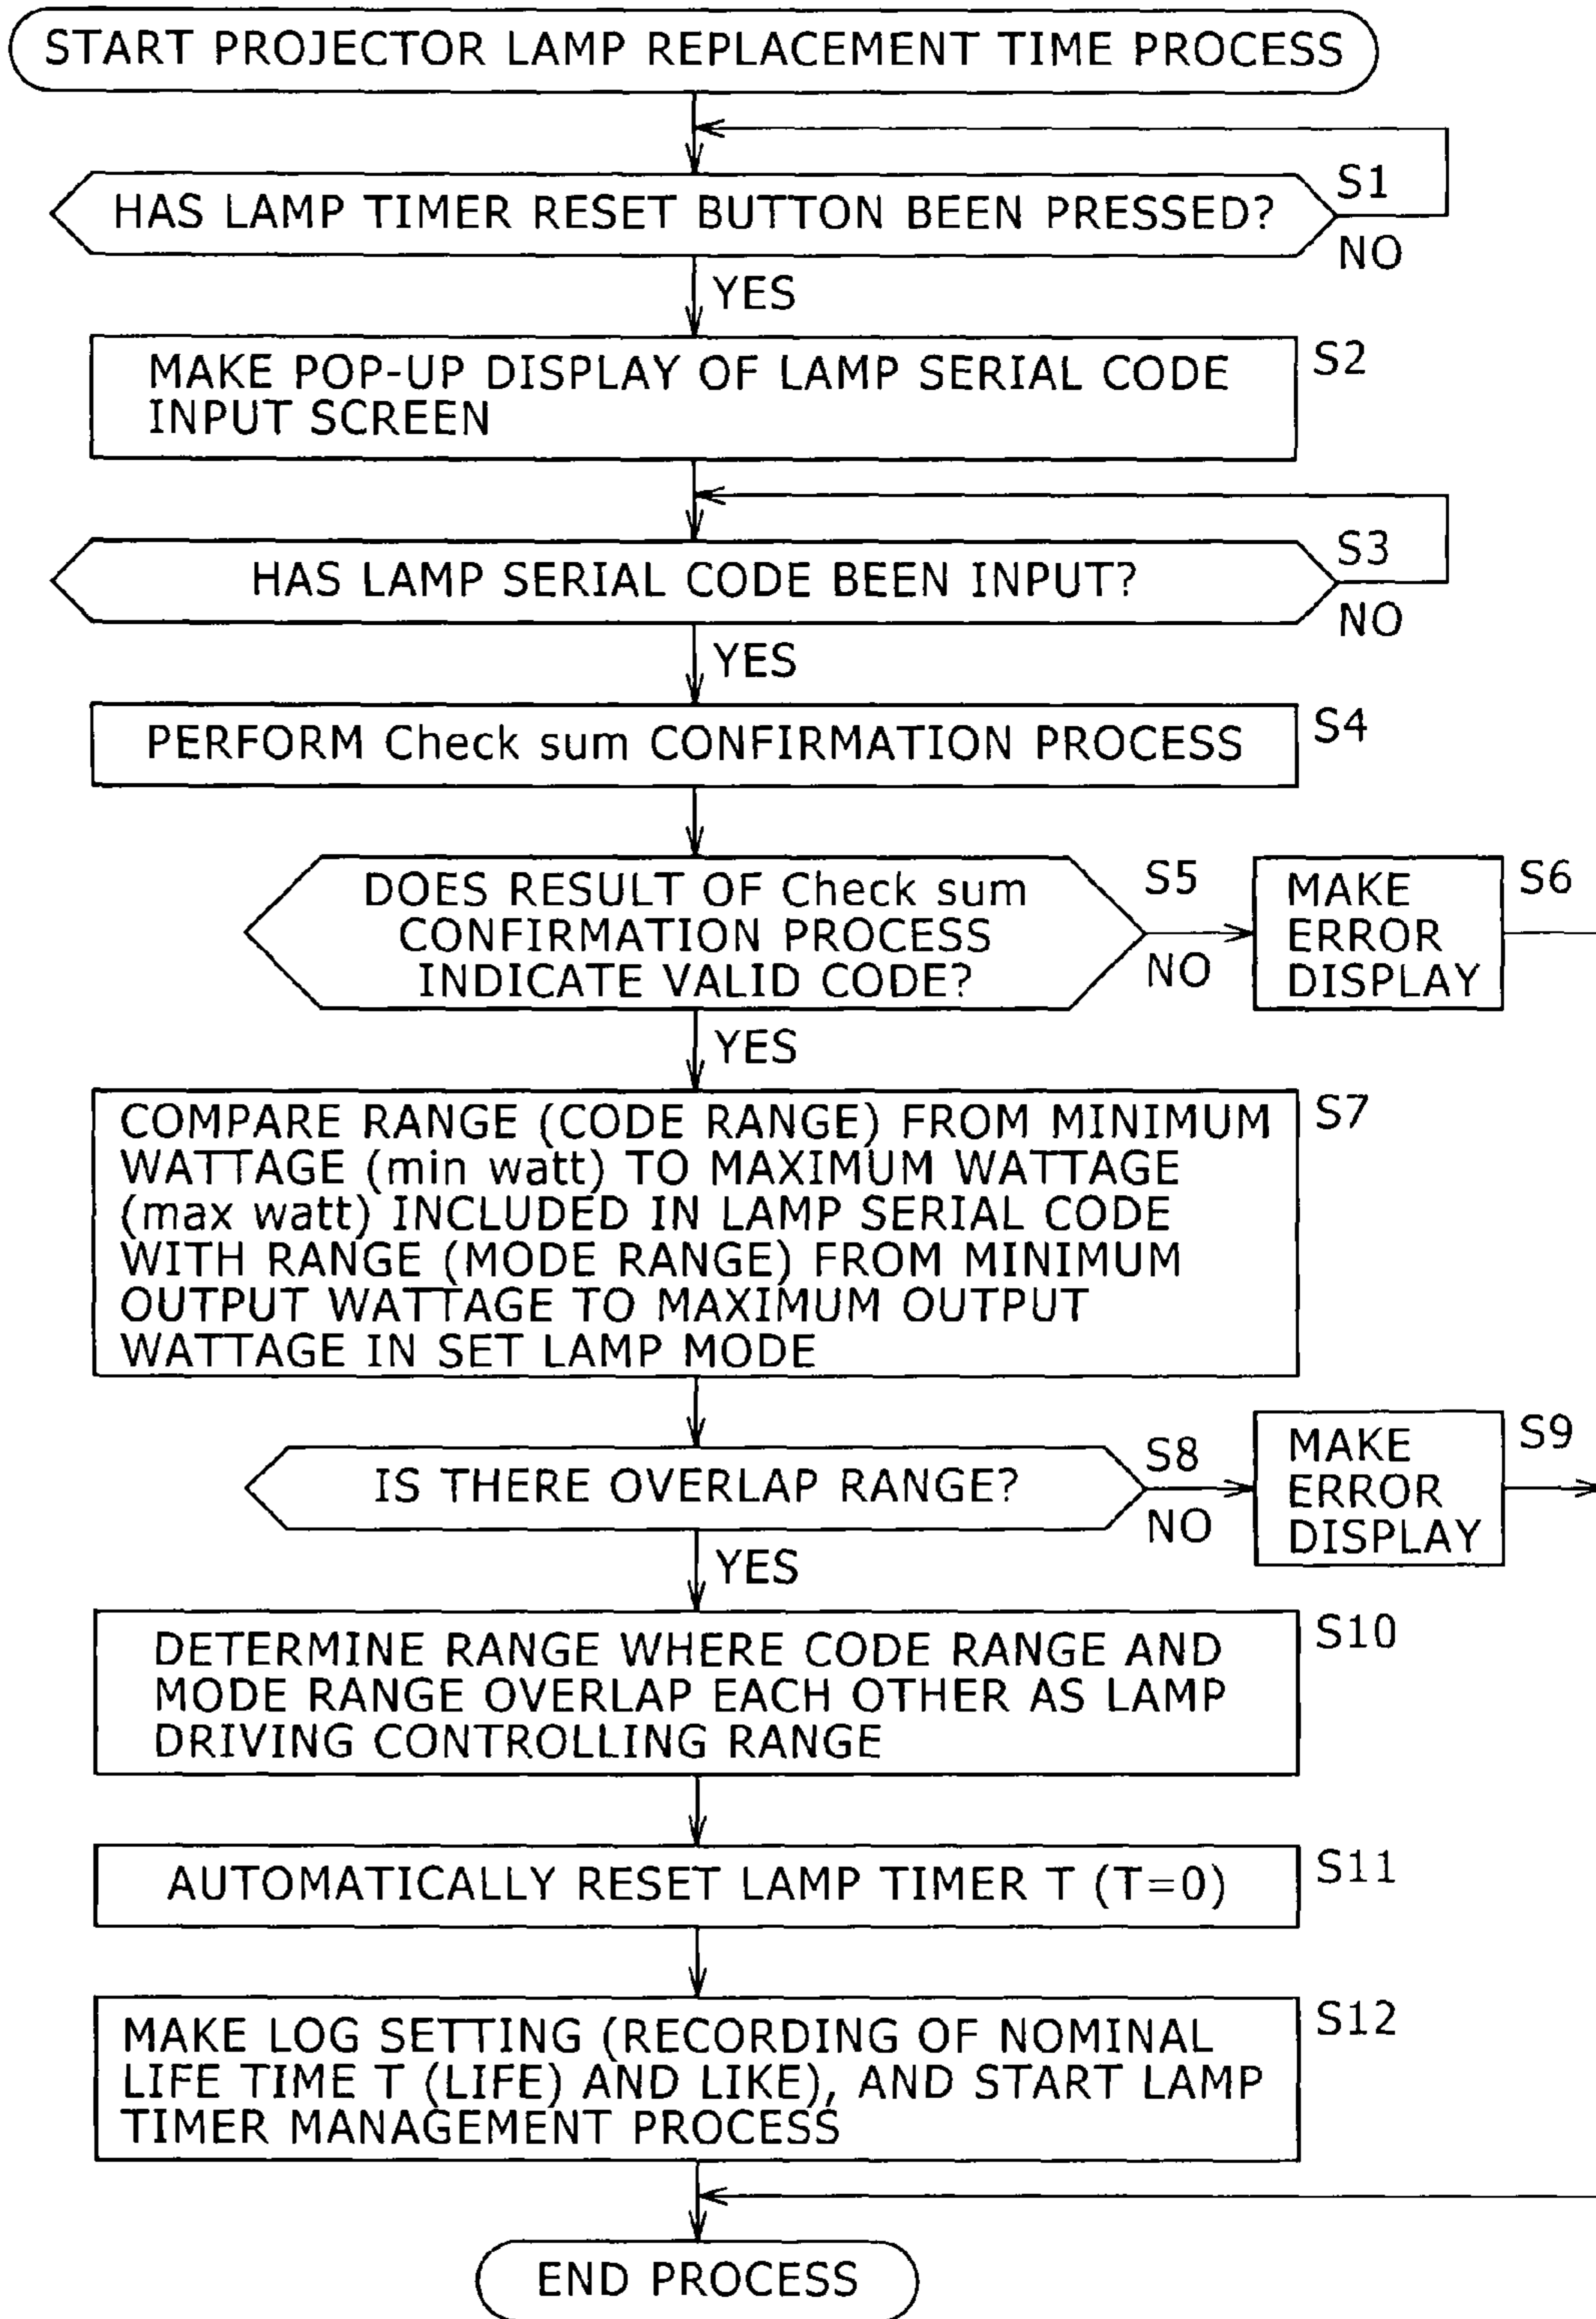 START PROJECTOR LAMP REPLACEMENT TIME PROCESS
S1
HAS LAMP TIMER RESET BUTTON BEEN PRESSED?
NO
YES
MAKE POP-UP DISPLAY OF LAMP SERIAL CODE
INPUT SCREEN
S2
S3
HAS LAMP SERIAL CODE BEEN INPUT?
NO
YES
PERFORM Check sum CONFIRMATION PROCESS
S4
DOES RESULT OF Check sum
CONFIRMATION PROCESS
INDICATE VALID CODE?
S5
NO
MAKE
ERROR
DISPLAY
S6
YES
COMPARE RANGE (CODE RANGE) FROM MINIMUM
WATTAGE (min watt) TO MAXIMUM WATTAGE
(max watt) INCLUDED IN LAMP SERIAL CODE
WITH RANGE (MODE RANGE) FROM MINIMUM
OUTPUT WATTAGE TO MAXIMUM OUTPUT
WATTAGE IN SET LAMP MODE
S7
IS THERE OVERLAP RANGE?
S8
NO
MAKE
ERROR
DISPLAY
S9
YES
DETERMINE RANGE WHERE CODE RANGE AND
MODE RANGE OVERLAP EACH OTHER AS LAMP
DRIVING CONTROLLING RANGE
S10
AUTOMATICALLY RESET LAMP TIMER T (T=0)
S11
MAKE LOG SETTING (RECORDING OF NOMINAL
LIFE TIME T (LIFE) AND LIKE), AND START LAMP
TIMER MANAGEMENT PROCESS
S12
END PROCESS